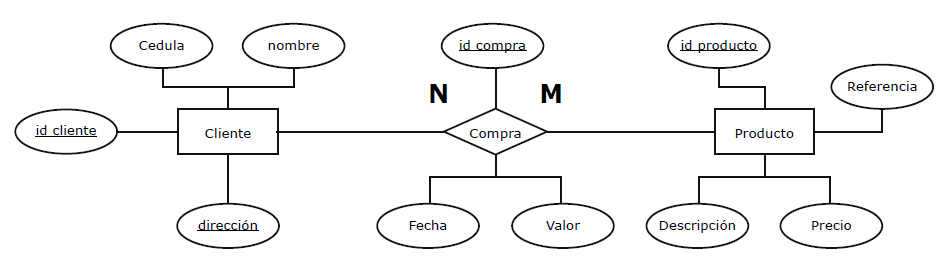 Cedula
nombre
id compra
id producto
Referencia
N
M
id cliente
Cliente
Compra
Producto
dirección
Fecha
Valor
Descripción
Precio